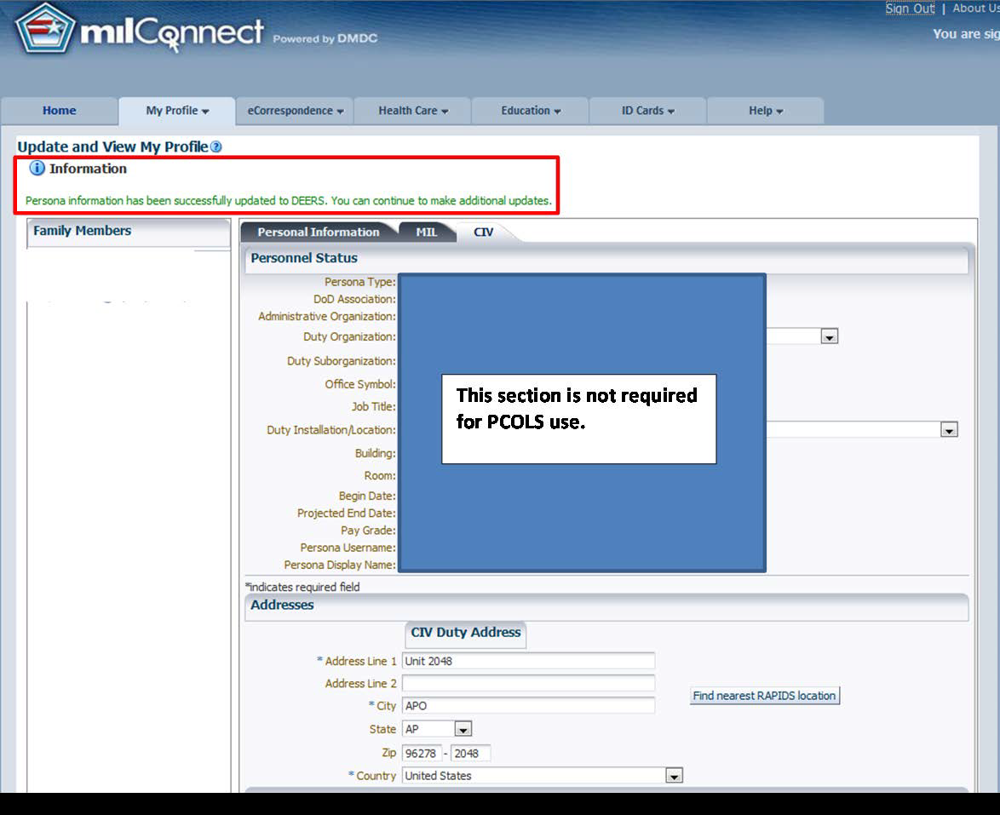 Sign Out | About Us
milConnect Powered by DMDC
You are sig
Home My Profile eCorrespondence Health Care Education ID Cards Help
Update and View My Profile
Information
Persona information has been successfully updated to DEERS. You can continue to make additional updates.
Family Members
Personal Information MIL CIV
Personnel Status
Persona Type:
DoD Association:
Administrative Organization:
Duty Organization:
Duty Suborganization:
Office Symbol:
Job Title:
Duty Installation/Location:
Building:
Room:
Begin Date:
Projected End Date:
Pay Grade:
Persona Username:
Persona Display Name:
This section is not required
for PCOLS use.
*indicates required field
Addresses
CIV Duty Address
* Address Line 1 Unit 2048
Address Line 2
Find nearest RAPIDS location
* City APO
State AP
Zip 96278 - 2048
* Country United States